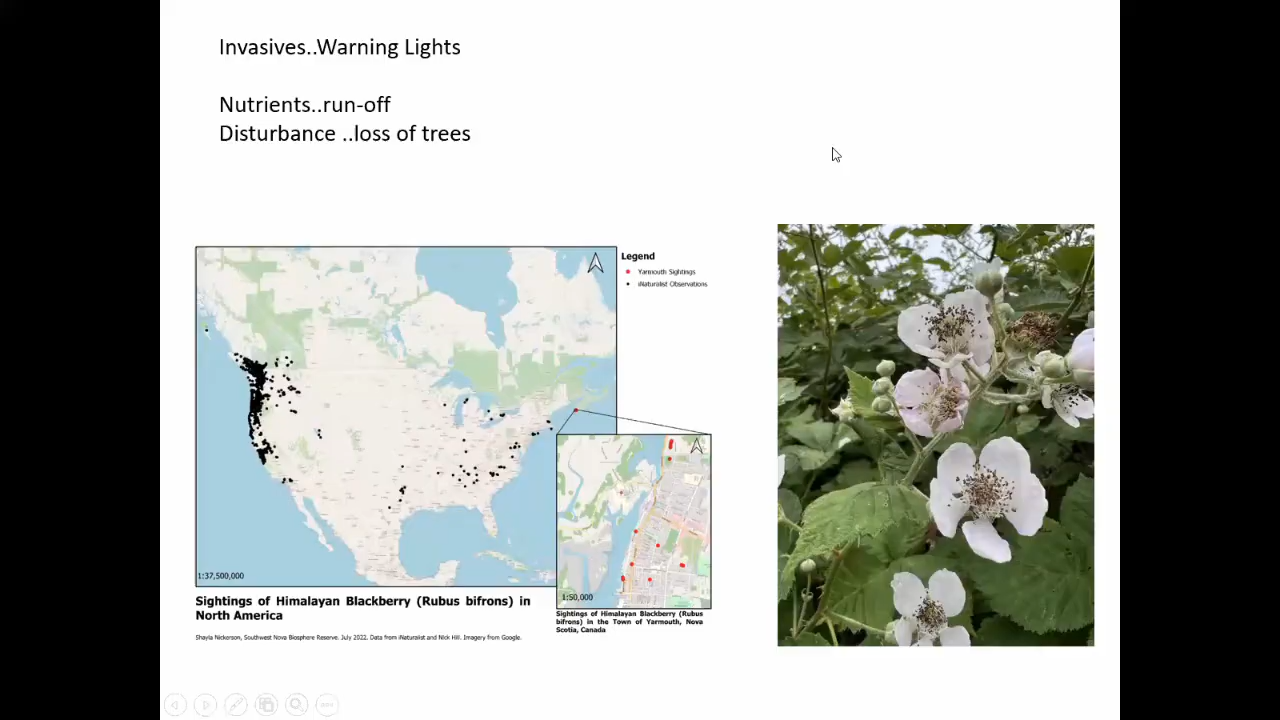 Invasives..Warning Lights
Nutrients..run-off
Disturbance ..loss of trees
Legend
Yarmouth Sightings
iNaturalist Observations
1:37,500,000
1:50,000
Sightings of Himalayan Blackberry (Rubus bifrons) in
North America
Sightings of Himalayan Blackberry (Rubus
bifrons) in the Town of Yarmouth, Nova
Scotia, Canada
Shayla Nickerson, Southwest Nova Biosphere Reserve. July 2022. Data from iNaturalist and Nick Hill. Imagery from Google.